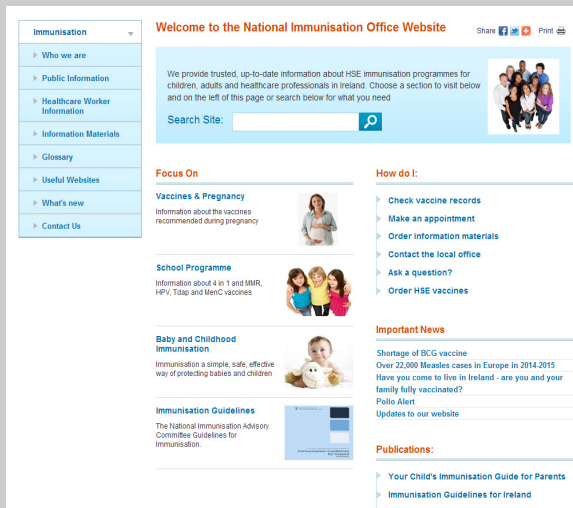 Immunisation
Who we are
Public Information
Healthcare Worker
Information
Information Materials
Glossary
Useful Websites
What's new
Contact Us
Welcome to the National Immunisation Office Website
Share
Print
We provide trusted, up-to-date information about HSE immunisation programmes for
children, adults and healthcare professionals in Ireland. Choose a section to visit below
and on the left of this page or search below for what you need
Search Site:
Focus On
Vaccines & Pregnancy
Information about the vaccines
recommended during pregnancy
School Programme
Information about 4 in 1 and MMR,
HPV, Tdap and MenC vaccines
Baby and Childhood
Immunisation
Immunisation a simple, safe, effective
way of protecting babies and children
Immunisation Guidelines
The National Immunisation Advisory
Committee Guidelines for
Immunisation.
How do I:
Check vaccine records
Make an appointment
Order information materials
Contact the local office
Ask a question?
Order HSE vaccines
Important News
Shortage of BCG vaccine
Over 22,000 Measles cases in Europe in 2014-2015
Have you come to live in Ireland - are you and your
family fully vaccinated?
Polio Alert
Updates to our website
Publications:
Your Child's Immunisation Guide for Parents
Immunisation Guidelines for Ireland